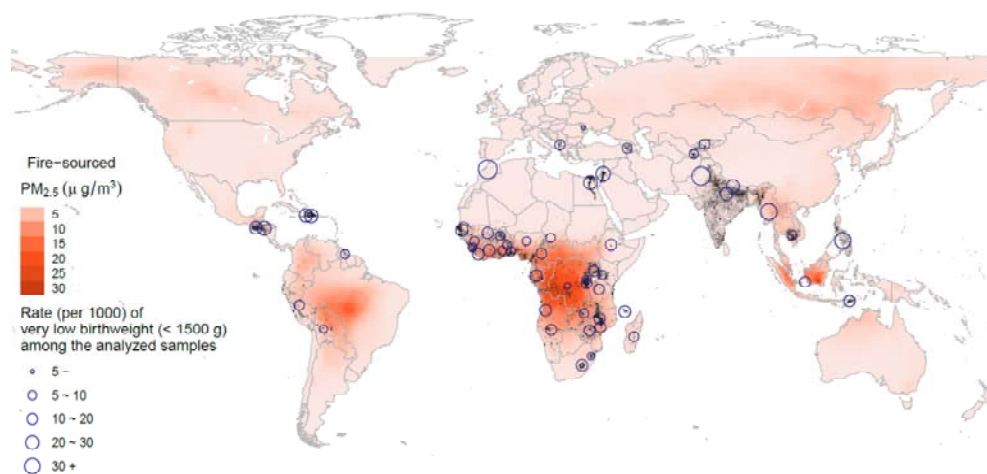 Fire-sourced
PM2.5 (μ g/m³)
5
10
15
20
25
30
Rate (per 1000) of
very low birthweight (< 1500 g)
among the analyzed samples
5 −
5 ~ 10
10 ~ 20
20 ~ 30
30 +